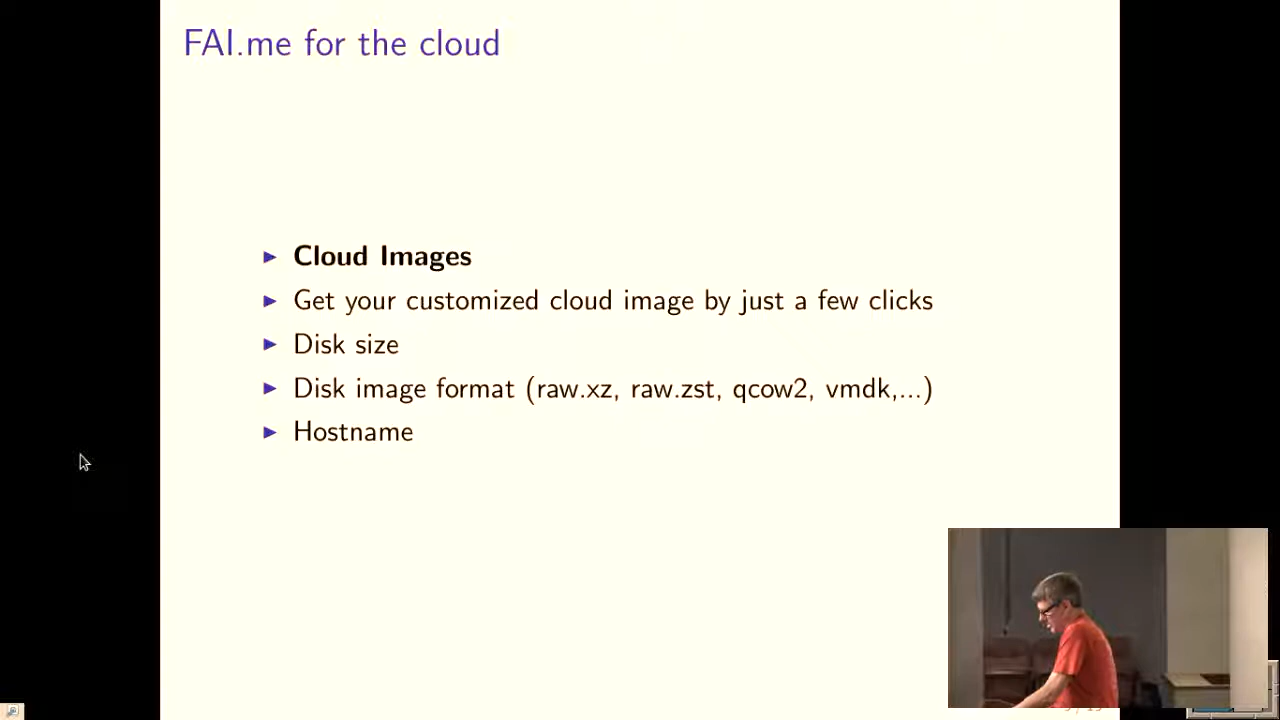 FAI.me for the cloud
Cloud Images
Get your customized cloud image by just a few clicks
Disk size
Disk image format (raw.xz, raw.zst, qcow2, vmdk,...)
Hostname